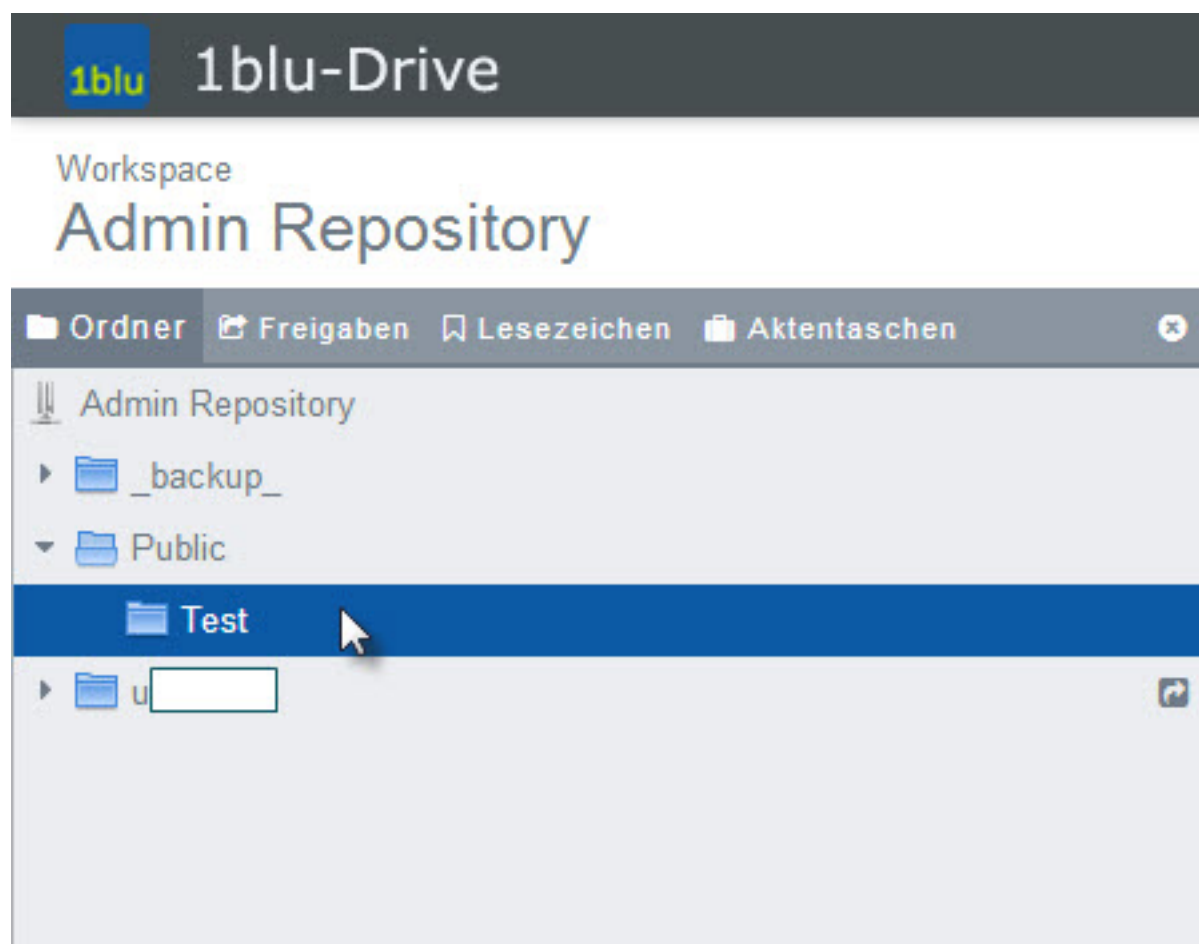 1blu 1blu-Drive
Workspace
Admin Repository
Ordner Freigaben Lesezeichen Aktentaschen
Admin Repository
_backup_
Public
Test
u